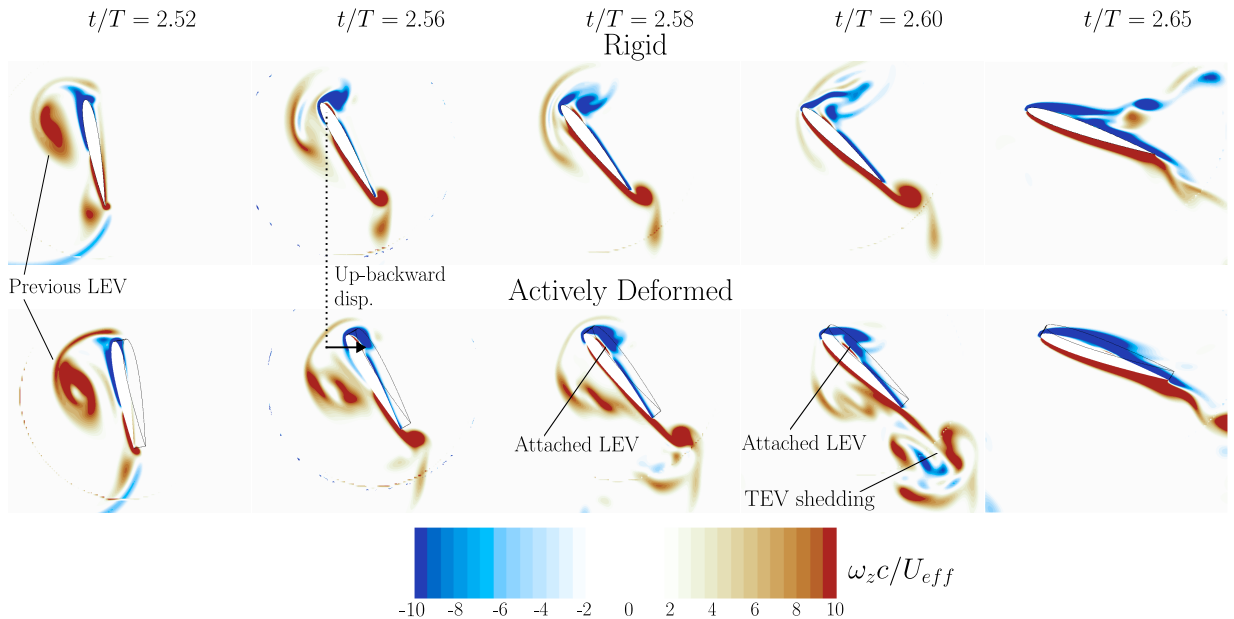 t/T = 2.52 t/T = 2.56 t/T = 2.58 t/T = 2.60 t/T = 2.65
Rigid
Previous LEV
Up-backward
disp.
Actively Deformed
Attached LEV
Attached LEV
TEV shedding
ω_z c/U_eff
-10 -8 -6 -4 -2 0 2 4 6 8 10